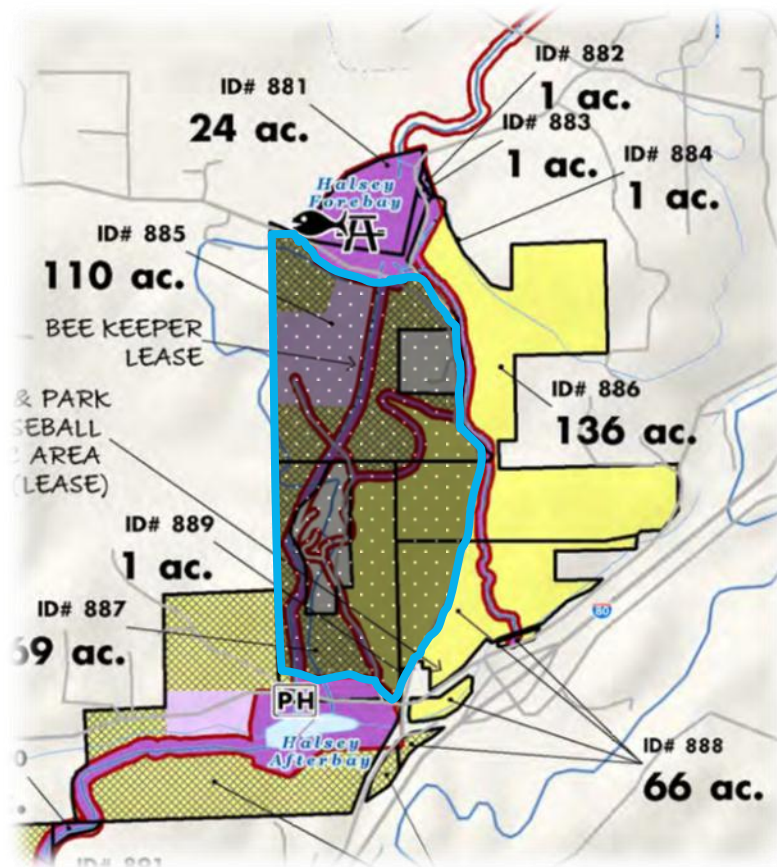 ID# 882
1 ac.
ID# 881
24 ac.
ID# 883
1 ac.
ID# 884
1 ac.
Halsey
Forebay
ID# 885
110 ac.
BEE KEEPER
LEASE
ID# 886
136 ac.
& PARK
SEBALL
AREA
(LEASE)
ID# 889
1 ac.
ID# 887
69 ac.
80
PH
Halsey
Afterbay
ID# 888
66 ac.
ID# 891